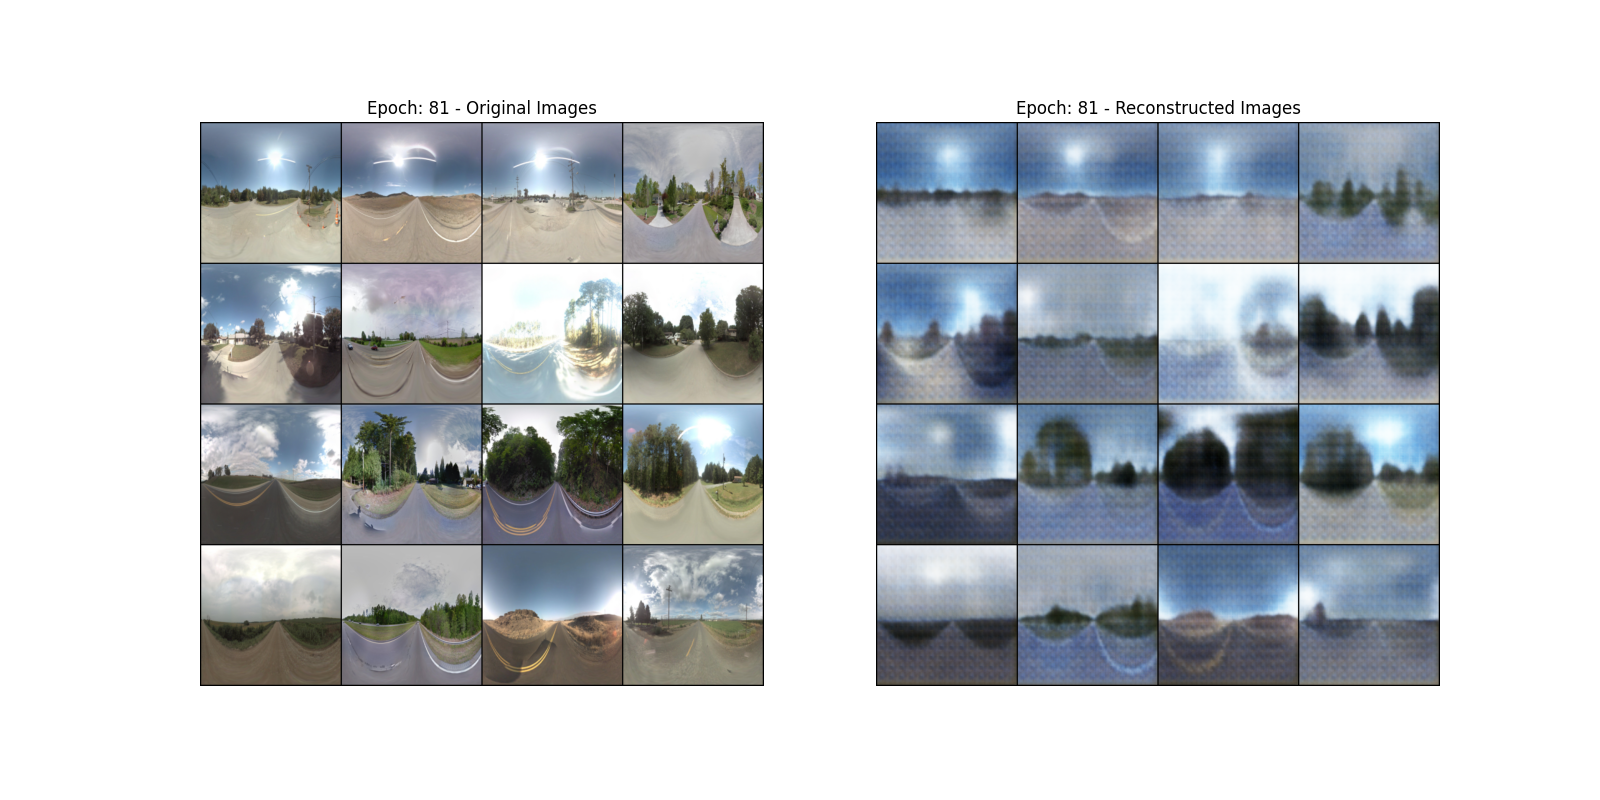 Epoch: 81 - Original Images
Epoch: 81 - Reconstructed Images